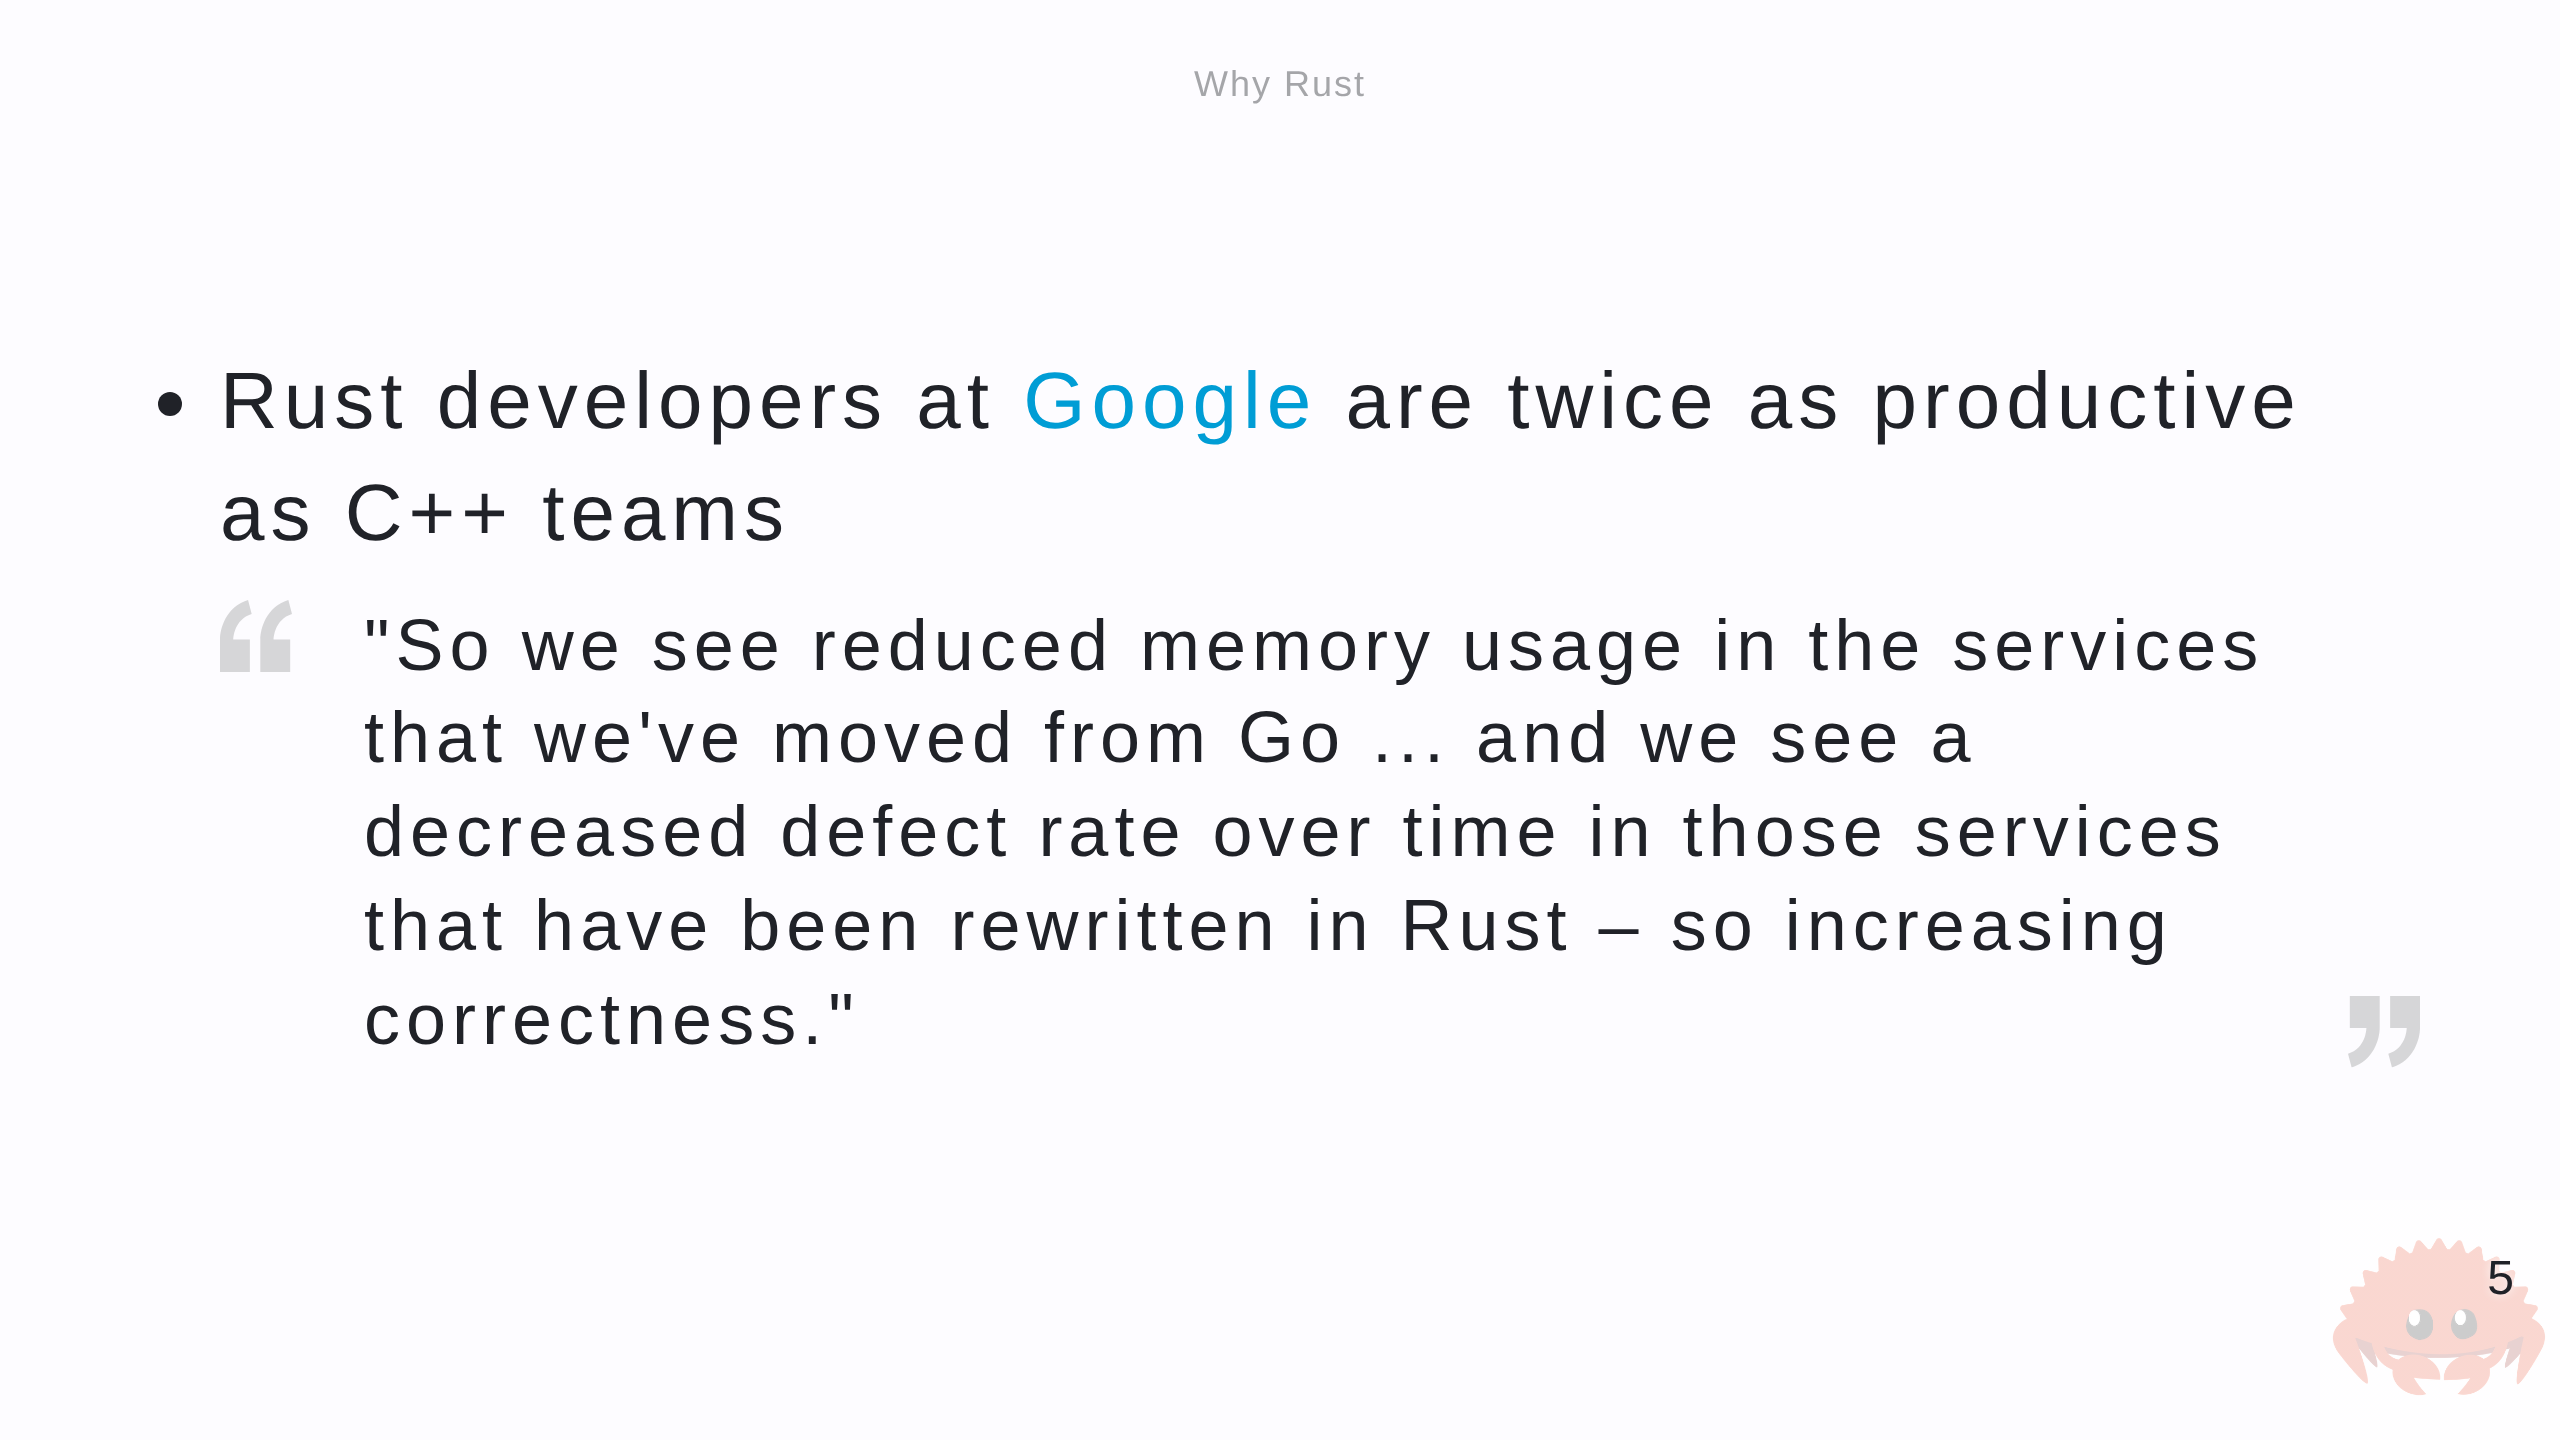 Why Rust
• Rust developers at Google are twice as productive
as C++ teams
"So we see reduced memory usage in the services
that we've moved from Go ... and we see a
decreased defect rate over time in those services
that have been rewritten in Rust – so increasing
correctness."
5